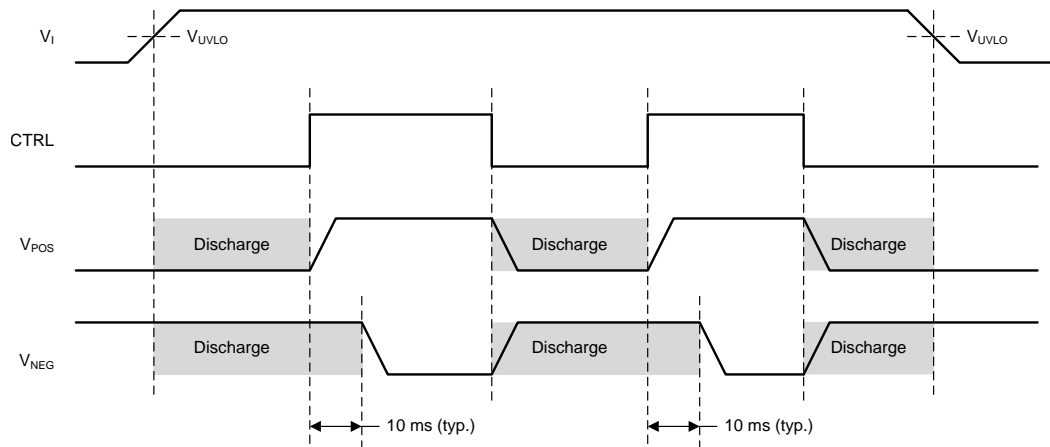 V_I
V_UVLO
V_UVLO
CTRL
V_POS
Discharge
Discharge
Discharge
V_NEG
Discharge
Discharge
Discharge
10 ms (typ.)
10 ms (typ.)